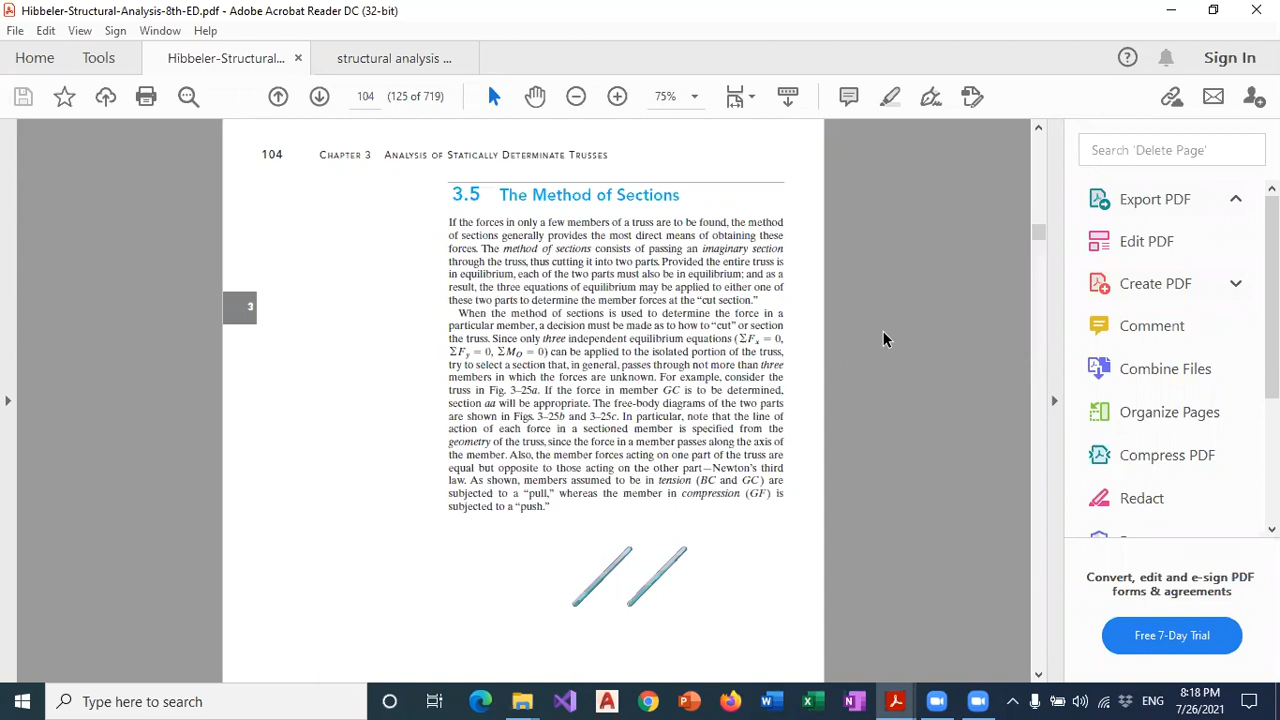 Hibbeler-Structural-Analysis-8th-ED.pdf - Adobe Acrobat Reader DC (32-bit)
File Edit View Sign Window Help
Home Tools Hibbeler-Structural... structural analysis ... Sign In
104 (125 of 719) 75%
104 CHAPTER 3 ANALYSIS OF STATICALLY DETERMINATE TRUSSES
3.5 The Method of Sections
If the forces in only a few members of a truss are to be found, the method
of sections generally provides the most direct means of obtaining these
forces. The method of sections consists of passing an imaginary section
through the truss, thus cutting it into two parts. Provided the entire truss is
in equilibrium, each of the two parts must also be in equilibrium; and as a
result, the three equations of equilibrium may be applied to either one of
these two parts to determine the member forces at the “cut section.”
3
When the method of sections is used to determine the force in a
particular member, a decision must be made as to how to “cut” or section
the truss. Since only three independent equilibrium equations (ΣFx = 0,
ΣFy = 0, ΣMO = 0) can be applied to the isolated portion of the truss,
try to select a section that, in general, passes through not more than three
members in which the forces are unknown. For example, consider the
truss in Fig. 3–25a. If the force in member GC is to be determined,
section aa will be appropriate. The free-body diagrams of the two parts
are shown in Figs. 3–25b and 3–25c. In particular, note that the line of
action of each force in a sectioned member is specified from the
geometry of the truss, since the force in a member passes along the axis of
the member. Also, the member forces acting on one part of the truss are
equal but opposite to those acting on the other part—Newton’s third
law. As shown, members assumed to be in tension (BC and GC) are
subjected to a “pull,” whereas the member in compression (GF) is
subjected to a “push.”
Search 'Delete Page'
Export PDF
Edit PDF
Create PDF
Comment
Combine Files
Organize Pages
Compress PDF
Redact
Convert, edit and e-sign PDF
forms & agreements
Free 7-Day Trial
Type here to search
ENG
8:18 PM
7/26/2021